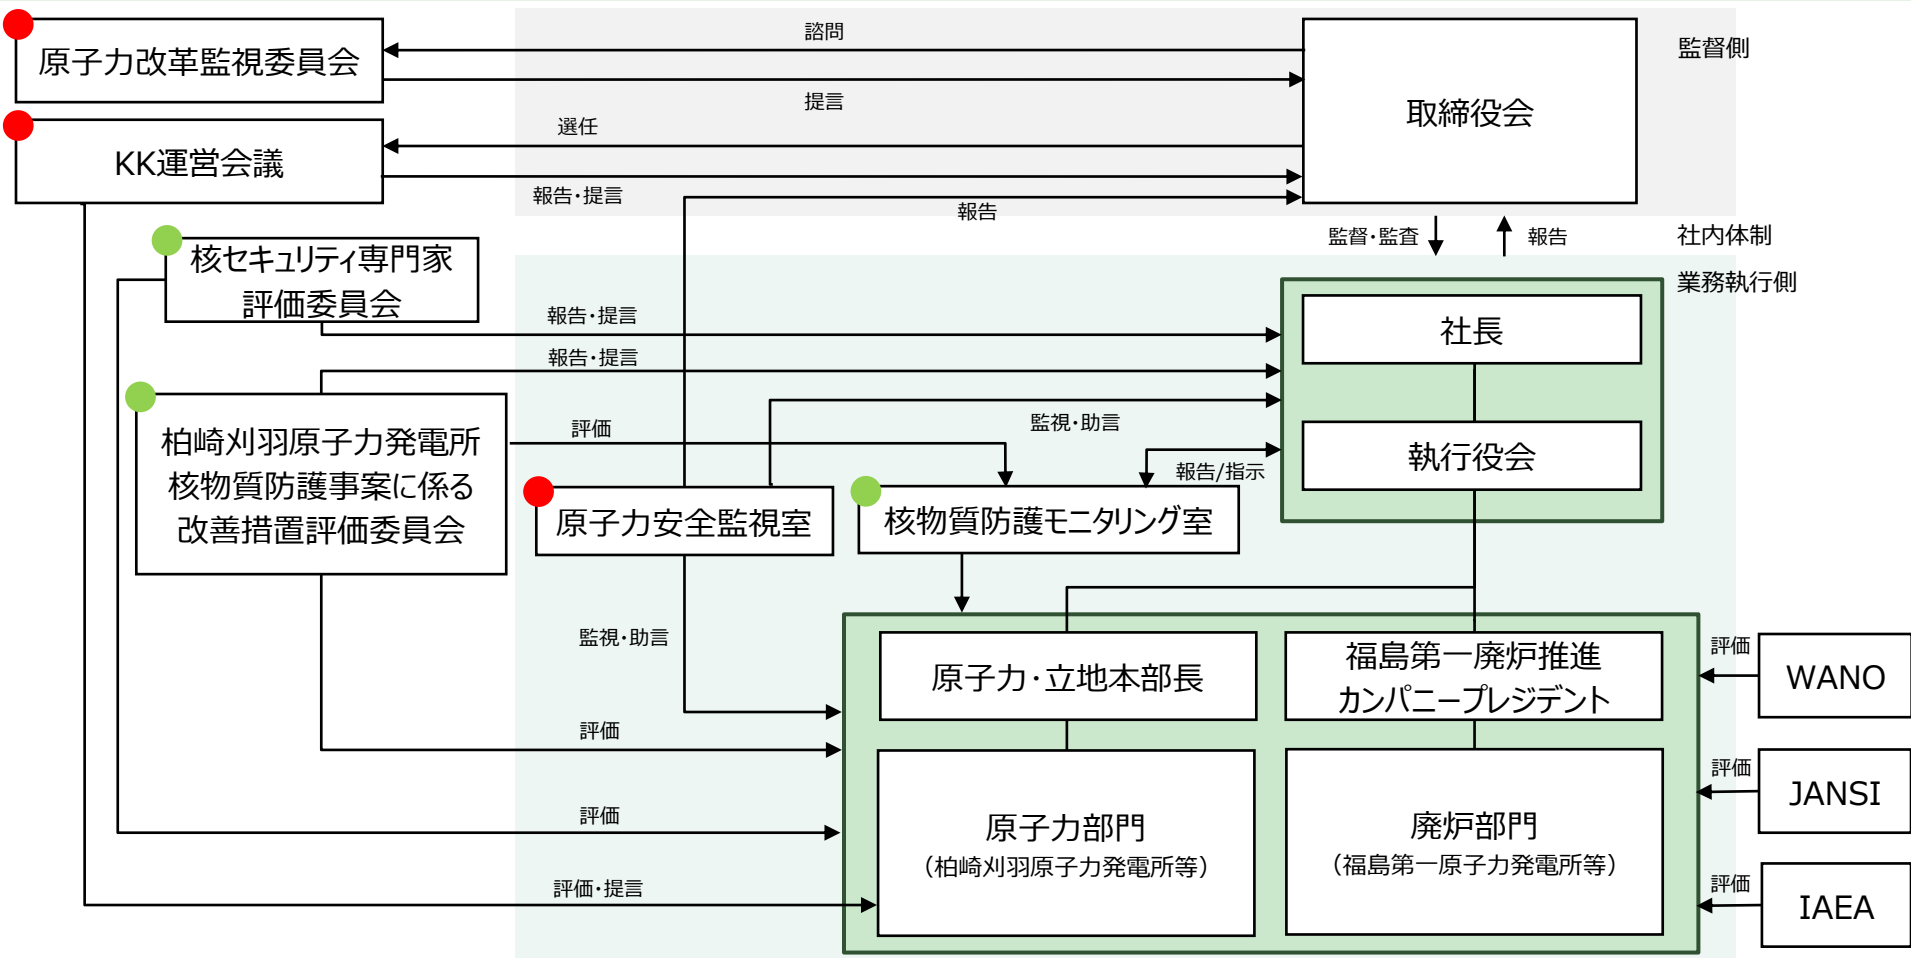 諮問
監督側
原子力改革監視委員会
提言
取締役会
選任
KK運営会議
報告・提言
報告
監督・監査
報告
社内体制
核セキュリティ専門家
評価委員会
業務執行側
報告・提言
社長
報告・提言
監視・助言
評価
柏崎刈羽原子力発電所
核物質防護事案に係る
改善措置評価委員会
執行役会
報告/指示
原子力安全監視室
核物質防護モニタリング室
監視・助言
原子力・立地本部長
福島第一廃炉推進
カンパニープレジデント
評価
WANO
評価
評価
JANSI
評価
原子力部門
（柏崎刈羽原子力発電所等）
廃炉部門
（福島第一原子力発電所等）
評価・提言
評価
IAEA